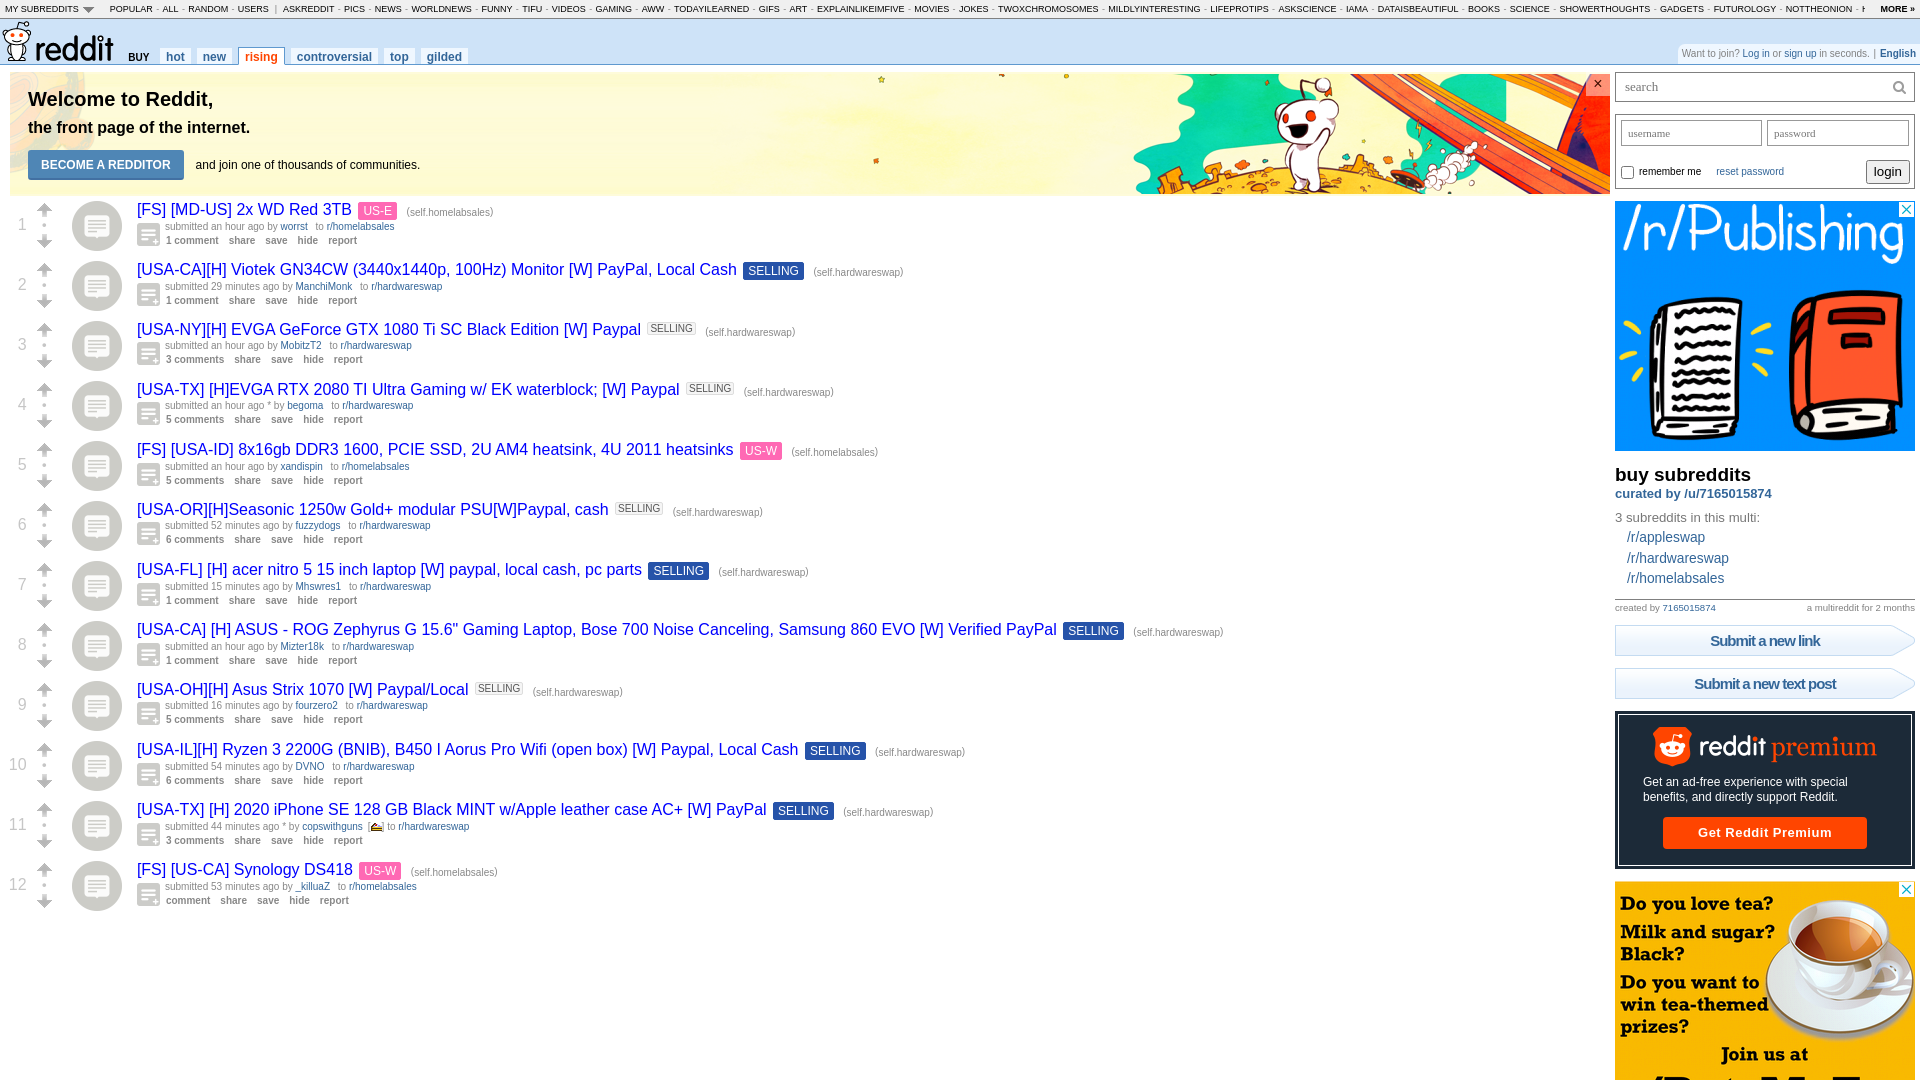 MY SUBREDDITS POPULAR - ALL - RANDOM - USERS | ASKREDDIT - PICS - NEWS - WORLDNEWS - FUNNY - TIFU - VIDEOS - GAMING - AWW - TODAYILEARNED - GIFS - ART - EXPLAINLIKEIMFIVE - MOVIES - JOKES - TWOXCHROMOSOMES - MILDLYINTERESTING - LIFEPROTIPS - ASKSCIENCE - IAMA - DATAISBEAUTIFUL - BOOKS - SCIENCE - SHOWERTHOUGHTS - GADGETS - FUTUROLOGY - NOTTHEONION - MORE »
reddit BUY hot new rising controversial top gilded
Want to join? Log in or sign up in seconds. | English
Welcome to Reddit,
the front page of the internet.
BECOME A REDDITOR and join one of thousands of communities.
×
1
[FS] [MD-US] 2x WD Red 3TB US-E (self.homelabsales)
submitted an hour ago by worrst to r/homelabsales
1 comment share save hide report
2
[USA-CA][H] Viotek GN34CW (3440x1440p, 100Hz) Monitor [W] PayPal, Local Cash SELLING (self.hardwareswap)
submitted 29 minutes ago by ManchiMonk to r/hardwareswap
1 comment share save hide report
3
[USA-NY][H] EVGA GeForce GTX 1080 Ti SC Black Edition [W] Paypal SELLING (self.hardwareswap)
submitted an hour ago by MobitzT2 to r/hardwareswap
3 comments share save hide report
4
[USA-TX] [H]EVGA RTX 2080 TI Ultra Gaming w/ EK waterblock; [W] Paypal SELLING (self.hardwareswap)
submitted an hour ago * by begoma to r/hardwareswap
5 comments share save hide report
5
[FS] [USA-ID] 8x16gb DDR3 1600, PCIE SSD, 2U AM4 heatsink, 4U 2011 heatsinks US-W (self.homelabsales)
submitted an hour ago by xandispin to r/homelabsales
5 comments share save hide report
6
[USA-OR][H]Seasonic 1250w Gold+ modular PSU[W]Paypal, cash SELLING (self.hardwareswap)
submitted 52 minutes ago by fuzzydogs to r/hardwareswap
6 comments share save hide report
7
[USA-FL] [H] acer nitro 5 15 inch laptop [W] paypal, local cash, pc parts SELLING (self.hardwareswap)
submitted 15 minutes ago by Mhswres1 to r/hardwareswap
1 comment share save hide report
8
[USA-CA] [H] ASUS - ROG Zephyrus G 15.6" Gaming Laptop, Bose 700 Noise Canceling, Samsung 860 EVO [W] Verified PayPal SELLING (self.hardwareswap)
submitted an hour ago by Mizter18k to r/hardwareswap
1 comment share save hide report
9
[USA-OH][H] Asus Strix 1070 [W] Paypal/Local SELLING (self.hardwareswap)
submitted 16 minutes ago by fourzero2 to r/hardwareswap
5 comments share save hide report
10
[USA-IL][H] Ryzen 3 2200G (BNIB), B450 I Aorus Pro Wifi (open box) [W] Paypal, Local Cash SELLING (self.hardwareswap)
submitted 54 minutes ago by DVNO to r/hardwareswap
6 comments share save hide report
11
[USA-TX] [H] 2020 iPhone SE 128 GB Black MINT w/Apple leather case AC+ [W] PayPal SELLING (self.hardwareswap)
submitted 44 minutes ago * by copswithguns [] to r/hardwareswap
3 comments share save hide report
12
[FS] [US-CA] Synology DS418 US-W (self.homelabsales)
submitted 53 minutes ago by _killuaZ to r/homelabsales
comment share save hide report
search
username password
remember me reset password login
/r/Publishing
buy subreddits
curated by /u/7165015874
3 subreddits in this multi:
/r/appleswap
/r/hardwareswap
/r/homelabsales
created by 7165015874 a multireddit for 2 months
Submit a new link
Submit a new text post
reddit premium
Get an ad-free experience with special
benefits, and directly support Reddit.
Get Reddit Premium
Do you love tea?
Milk and sugar?
Black?
Do you want to
win tea-themed
prizes?
Join us at